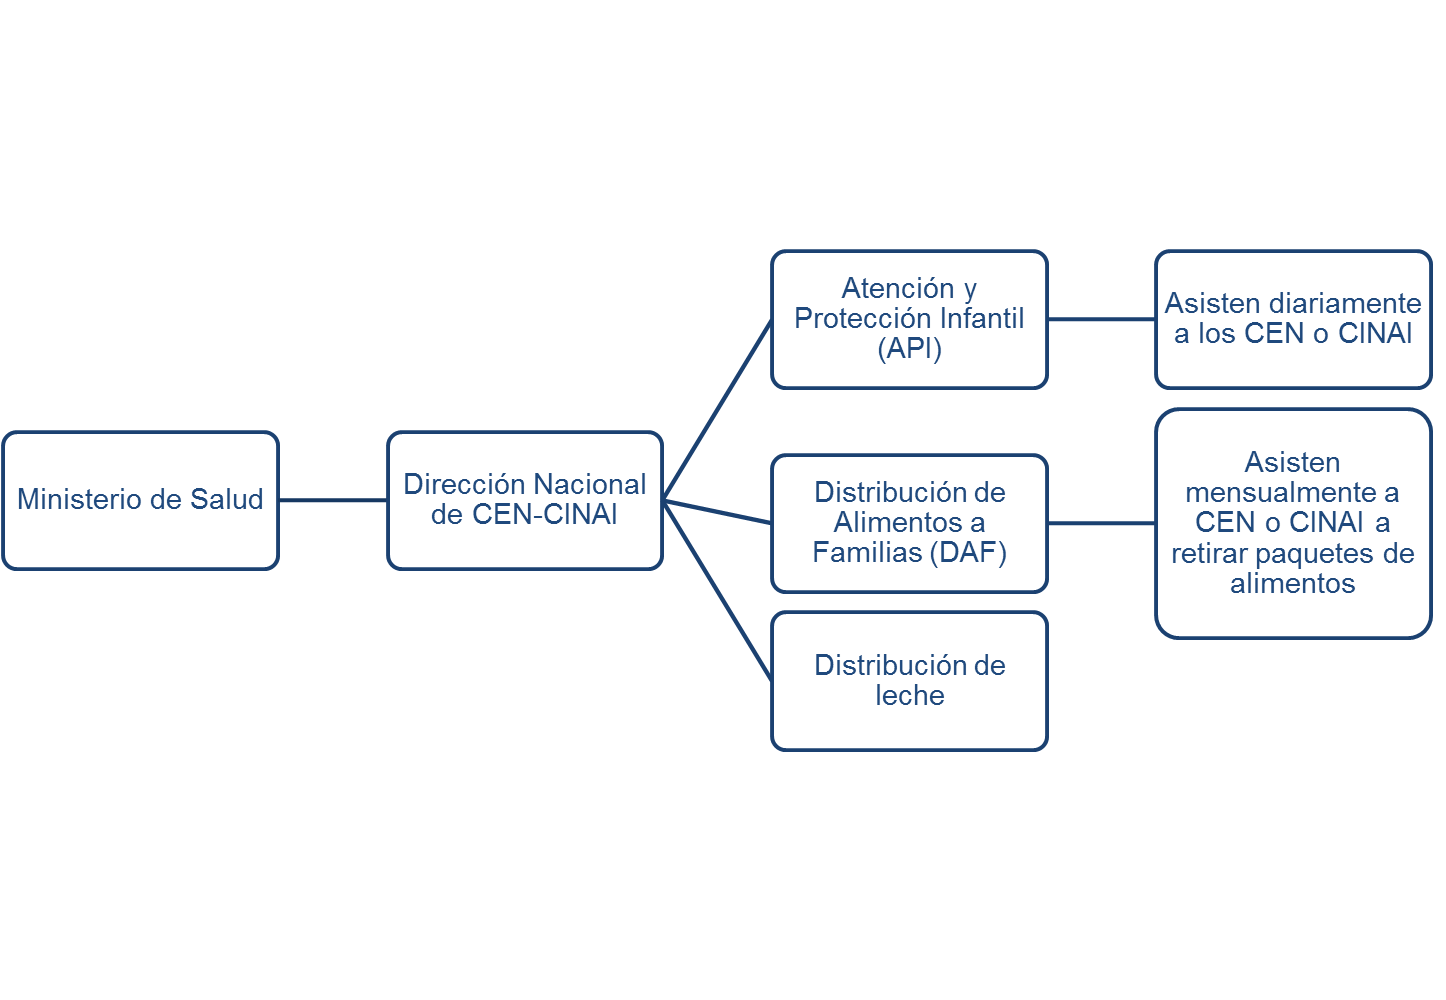 Ministerio de Salud
Dirección Nacional
de CEN-CINAI
Atención y
Protección Infantil
(API)
Asisten diariamente
a los CEN o CINAI
Distribución de
Alimentos a
Familias (DAF)
Asisten
mensualmente a
CEN o CINAI a
retirar paquetes de
alimentos
Distribución de
leche